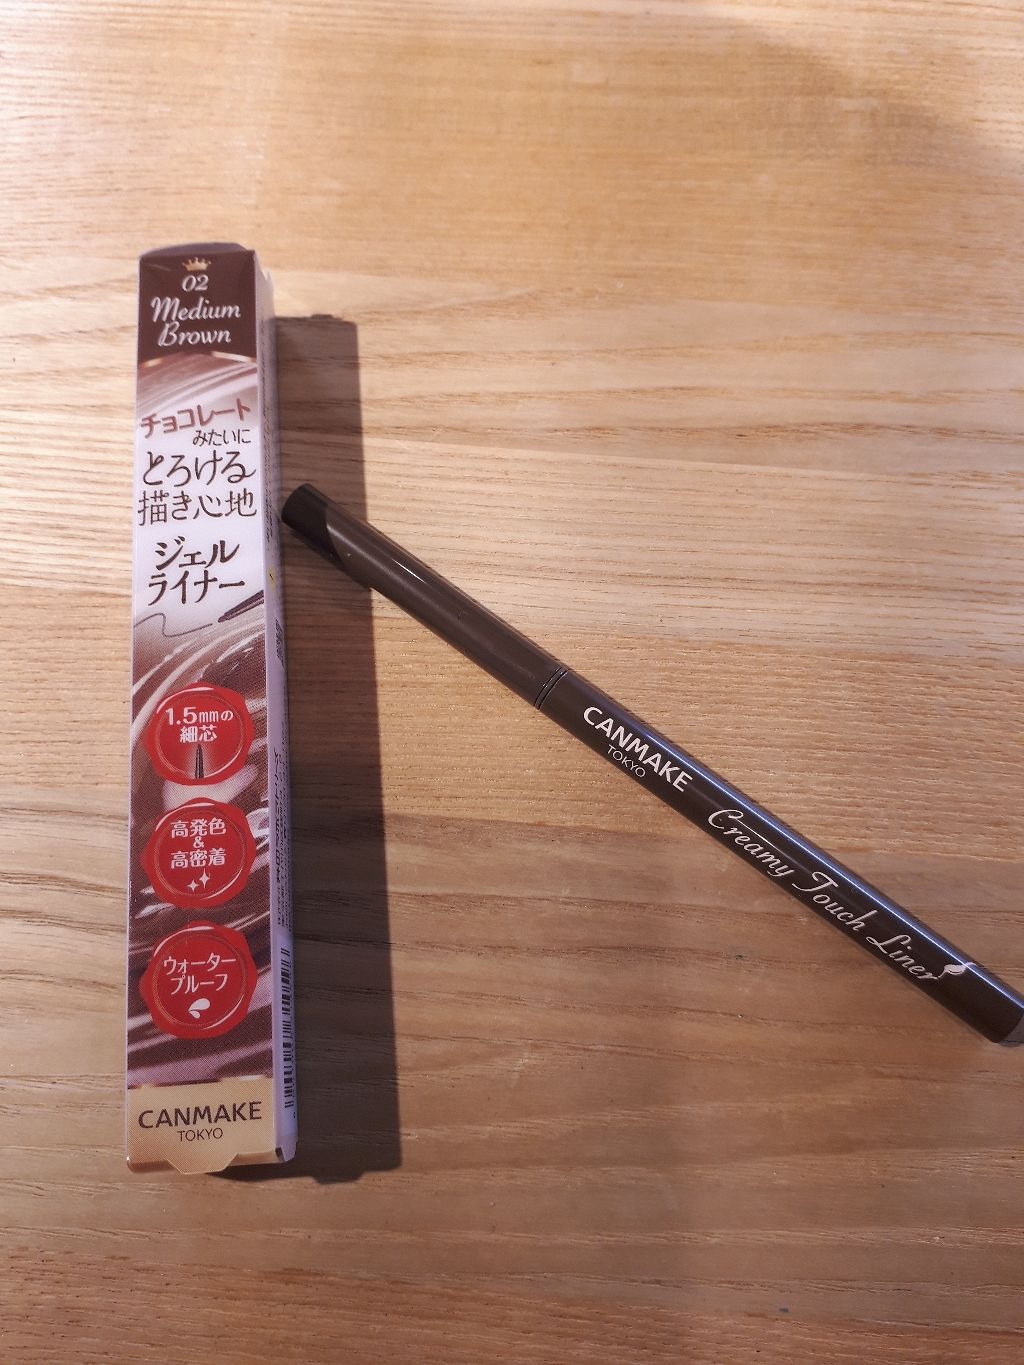 02
Medium
Brown
チョコレート
みたいに
とろける
描き心地
ジェル
ライナー
1.5mmの
細芯
高発色
&
高密着
ウォーター
プルーフ
CANMAKE
TOKYO
CANMAKE
TOKYO
Creamy Touch Liner